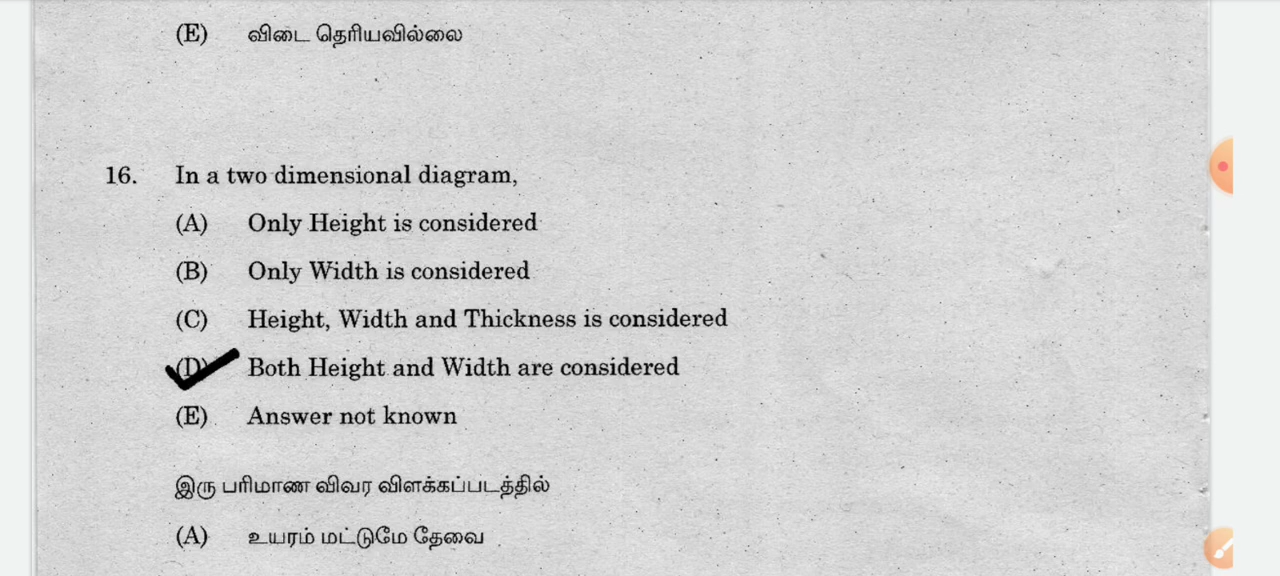 (E) விடை தெரியவில்லை
16. In a two dimensional diagram,
(A) Only Height is considered
(B) Only Width is considered
(C) Height, Width and Thickness is considered
(D) Both Height and Width are considered
(E) Answer not known
இரு பரிமாண விவர விளக்கப்படத்தில்
(A) உயரம் மட்டுமே தேவை